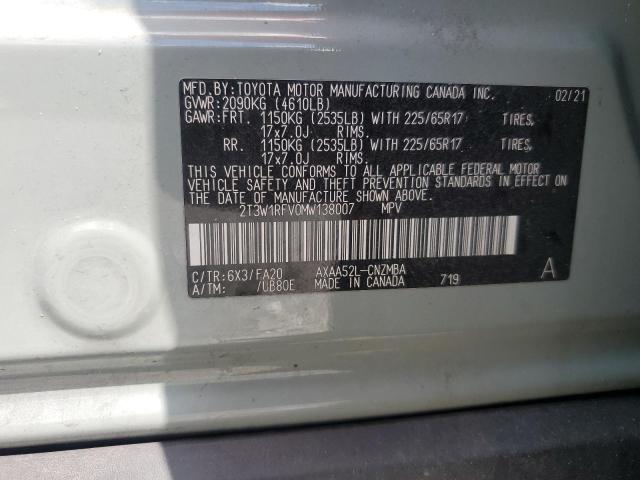 MFD.BY:TOYOTA MOTOR MANUFACTURING CANADA INC. 02/21
GVWR:2090KG (4610LB)
GAWR:FRT. 1150KG (2535LB) WITH 225/65R17 TIRES,
17x7.0J RIMS,
RR. 1150KG (2535LB) WITH 225/65R17 TIRES,
17x7.0J RIMS.
THIS VEHICLE CONFORMS TO ALL APPLICABLE FEDERAL MOTOR
VEHICLE SAFETY AND THEFT PREVENTION STANDARDS IN EFFECT ON
THE DATE OF MANUFACTURE SHOWN ABOVE.
2T3W1RFV0MW138007 MPV
C/TR:6X3/FA20 AXAA52L-CNZMBA A
A/TM: /UB80E MADE IN CANADA 719